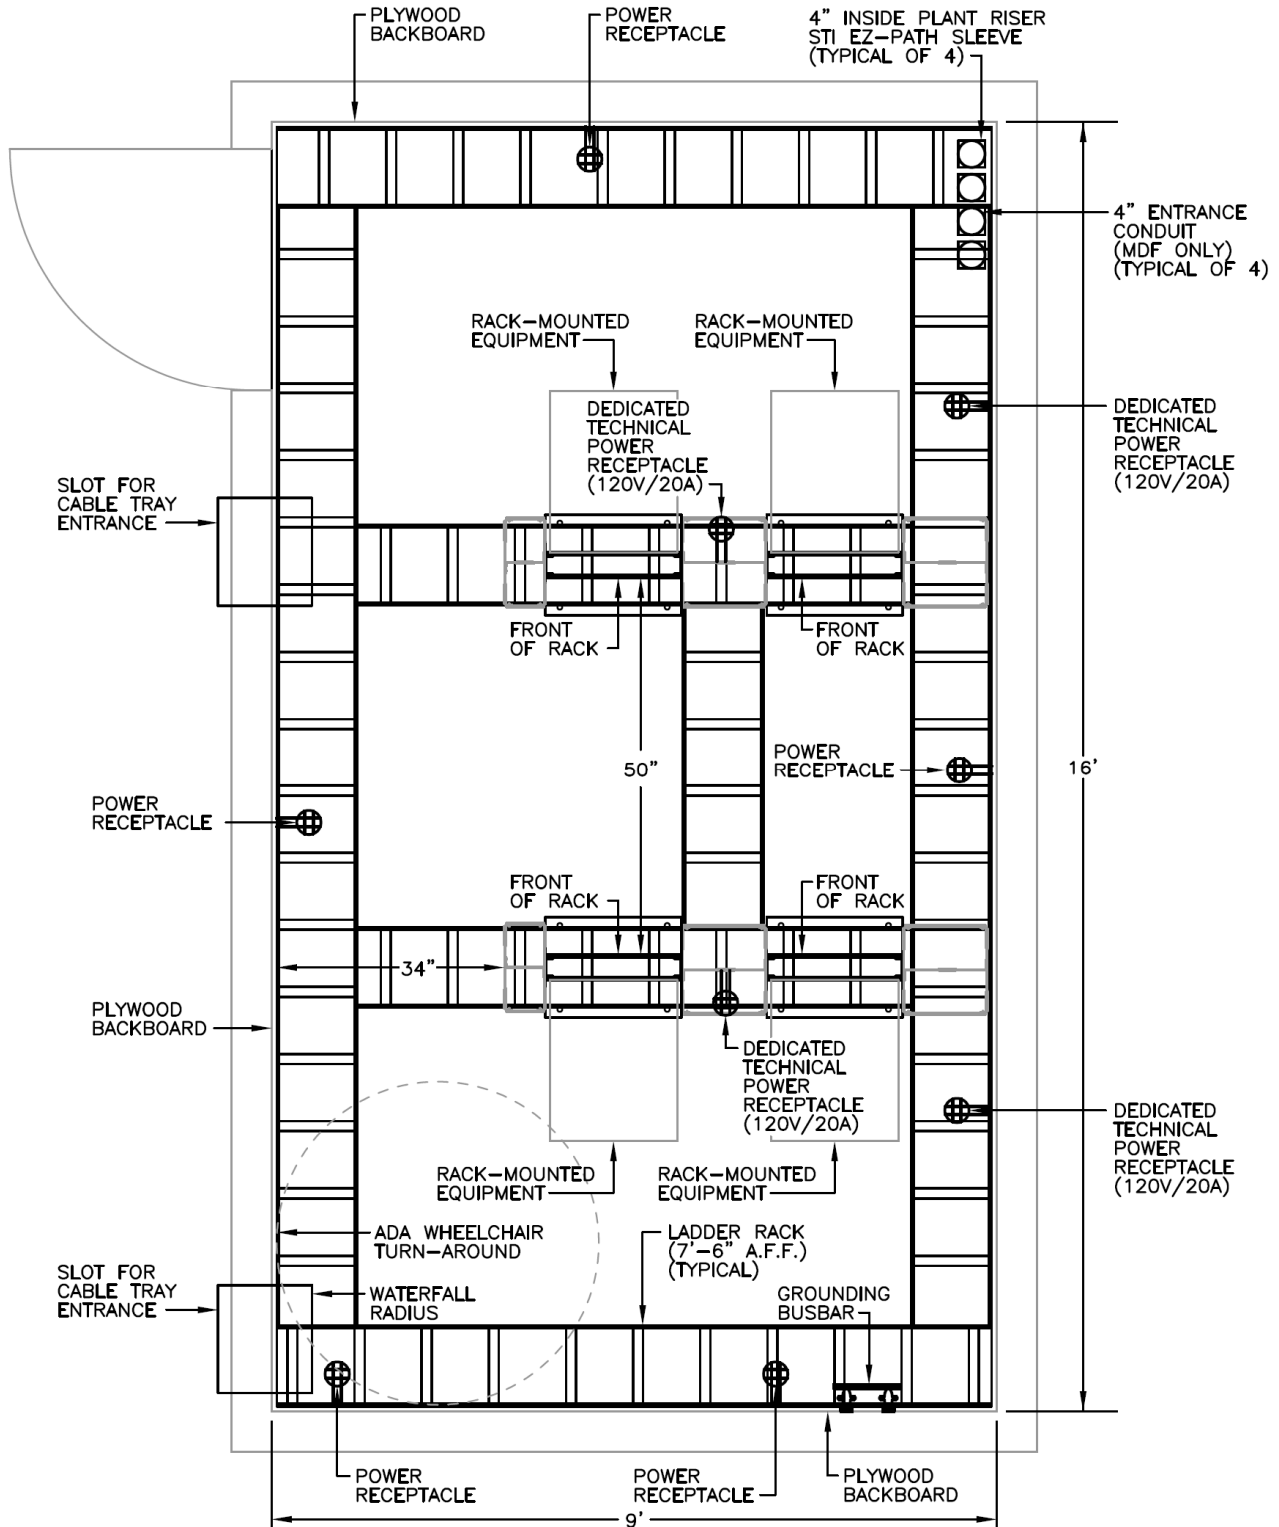 PLYWOOD
BACKBOARD
POWER
RECEPTACLE
4” INSIDE PLANT RISER
STI EZ–PATH SLEEVE
(TYPICAL OF 4)
4” ENTRANCE
CONDUIT
(MDF ONLY)
(TYPICAL OF 4)
RACK–MOUNTED
EQUIPMENT
RACK–MOUNTED
EQUIPMENT
DEDICATED
TECHNICAL
POWER
RECEPTACLE
(120V/20A)
DEDICATED
TECHNICAL
POWER
RECEPTACLE
(120V/20A)
SLOT FOR
CABLE TRAY
ENTRANCE
FRONT
OF RACK
FRONT
OF RACK
50”
POWER
RECEPTACLE
16’
POWER
RECEPTACLE
FRONT
OF RACK
FRONT
OF RACK
34”
PLYWOOD
BACKBOARD
DEDICATED
TECHNICAL
POWER
RECEPTACLE
(120V/20A)
DEDICATED
TECHNICAL
POWER
RECEPTACLE
(120V/20A)
RACK–MOUNTED
EQUIPMENT
RACK–MOUNTED
EQUIPMENT
ADA WHEELCHAIR
TURN–AROUND
LADDER RACK
(7’–6” A.F.F.)
(TYPICAL)
SLOT FOR
CABLE TRAY
ENTRANCE
WATERFALL
RADIUS
GROUNDING
BUSBAR
POWER
RECEPTACLE
POWER
RECEPTACLE
PLYWOOD
BACKBOARD
9’